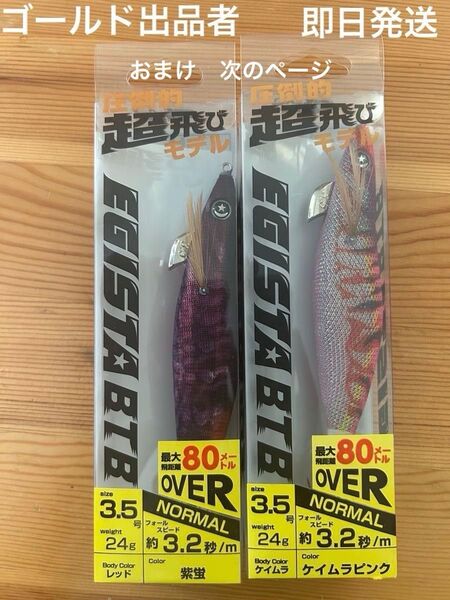 ゴールド出品者 即日発送
おまけ 次のページ
圧倒的
超飛び
モデル
EGISTA★BTB
最大飛距離 80メートル
OVER
NORMAL
size 3.5号
weight 24g
フォールスピード
約3.2秒/m
Body Color レッド
Color 紫蛍
圧倒的
超飛び
モデル
EGISTA★BTB
最大飛距離 80メートル
OVER
NORMAL
size 3.5号
weight 24g
フォールスピード
約3.2秒/m
Body Color ケイムラ
Color ケイムラピンク